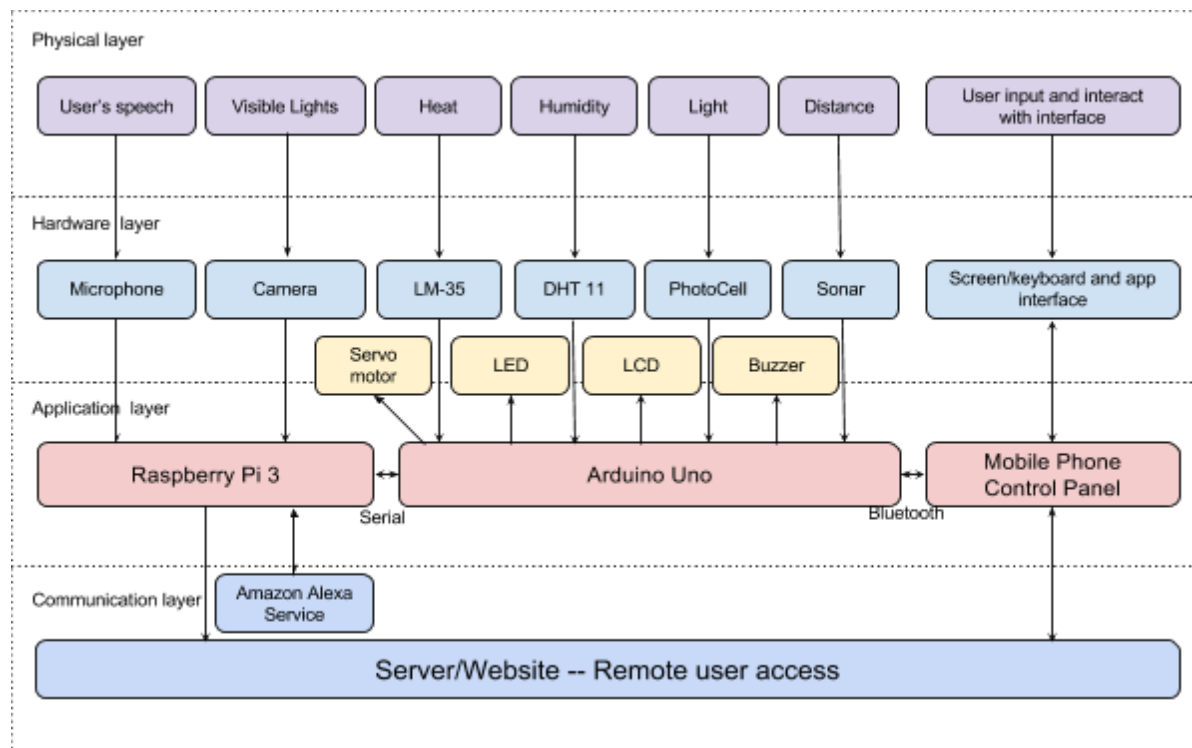 Physical layer
User's speech
Visible Lights
Heat
Humidity
Light
Distance
User input and interact
with interface
Hardware layer
Microphone
Camera
LM-35
DHT 11
PhotoCell
Sonar
Screen/keyboard and app
interface
Servo
motor
LED
LCD
Buzzer
Application layer
Raspberry Pi 3
Arduino Uno
Mobile Phone
Control Panel
Serial
Bluetooth
Communication layer
Amazon Alexa
Service
Server/Website -- Remote user access